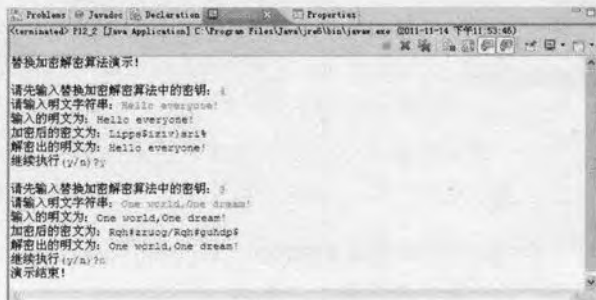 Problems @ Javadoc Declaration Properties
<terminated> P12_2 [Java Application] C:\Program Files\Java\jre6\bin\javaw.exe (2011-11-14 下午11:53:46)
替换加密解密算法演示!
请先输入替换加密解密算法中的密钥: 4
请输入明文字符串: Hello everyone!
输入的明文为: Hello everyone!
加密后的密文为: Lipps$iziv}sri%
解密出的明文为: Hello everyone!
继续执行(y/n)?y
请先输入替换加密解密算法中的密钥: 3
请输入明文字符串: One world,One dream!
输入的明文为: One world,One dream!
加密后的密文为: Rqh#zruog/Rqh#guhdp$
解密出的明文为: One world,One dream!
继续执行(y/n)?n
演示结束!